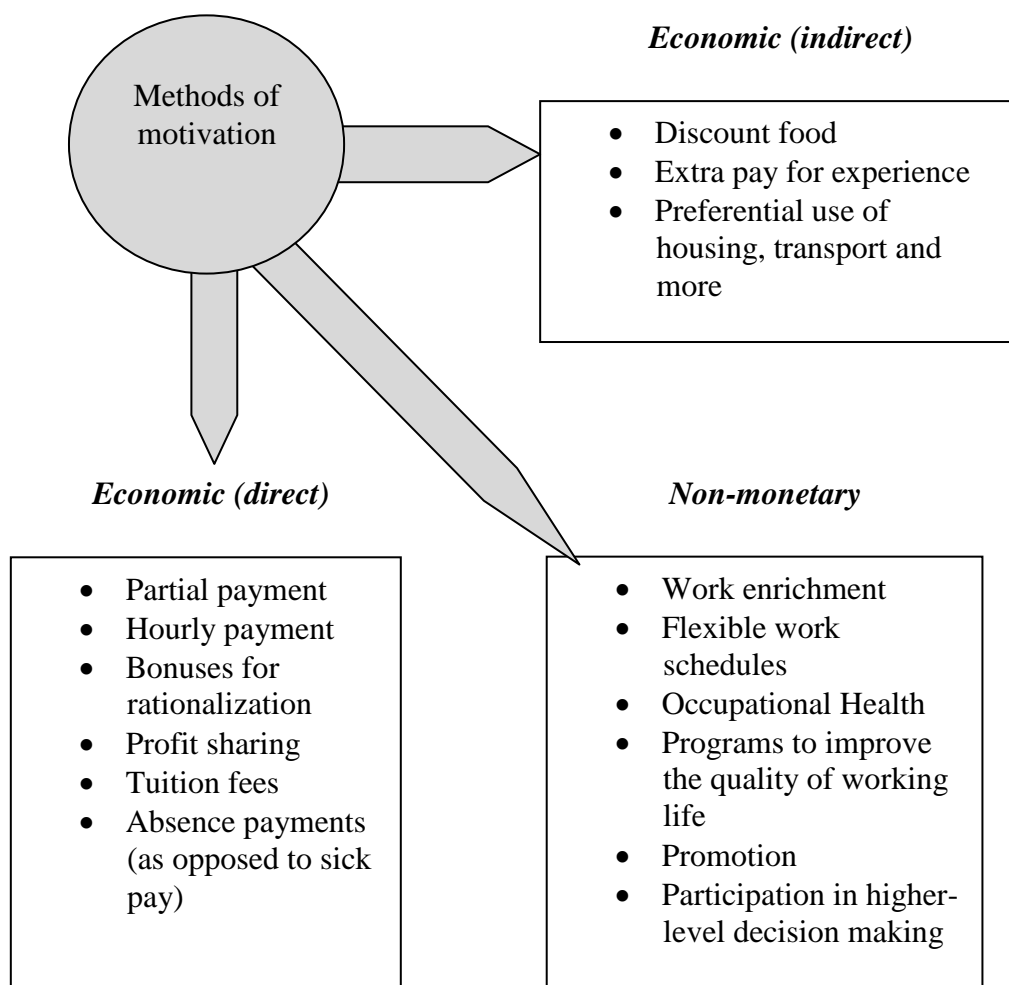 Methods of
motivation
Economic (indirect)
• Discount food
• Extra pay for experience
• Preferential use of
housing, transport and
more
Economic (direct)
• Partial payment
• Hourly payment
• Bonuses for
rationalization
• Profit sharing
• Tuition fees
• Absence payments
(as opposed to sick
pay)
Non-monetary
• Work enrichment
• Flexible work
schedules
• Occupational Health
• Programs to improve
the quality of working
life
• Promotion
• Participation in higher-
level decision making